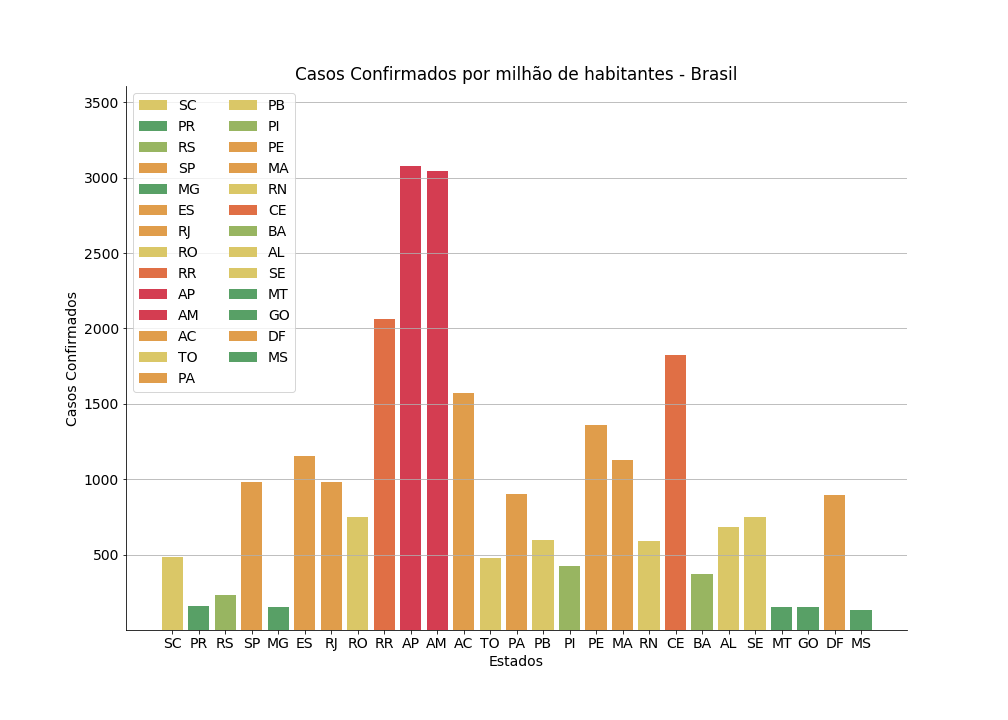 Casos Confirmados por milhão de habitantes - Brasil
Casos Confirmados
3500
3000
2500
2000
1500
1000
500
SC
PR
RS
SP
MG
ES
RJ
RO
RR
AP
AM
AC
TO
PA
PB
PI
PE
MA
RN
CE
BA
AL
SE
MT
GO
DF
MS
SC PR RS SP MG ES RJ RO RR AP AM AC TO PA PB PI PE MA RN CE BA AL SE MT GO DF MS
Estados